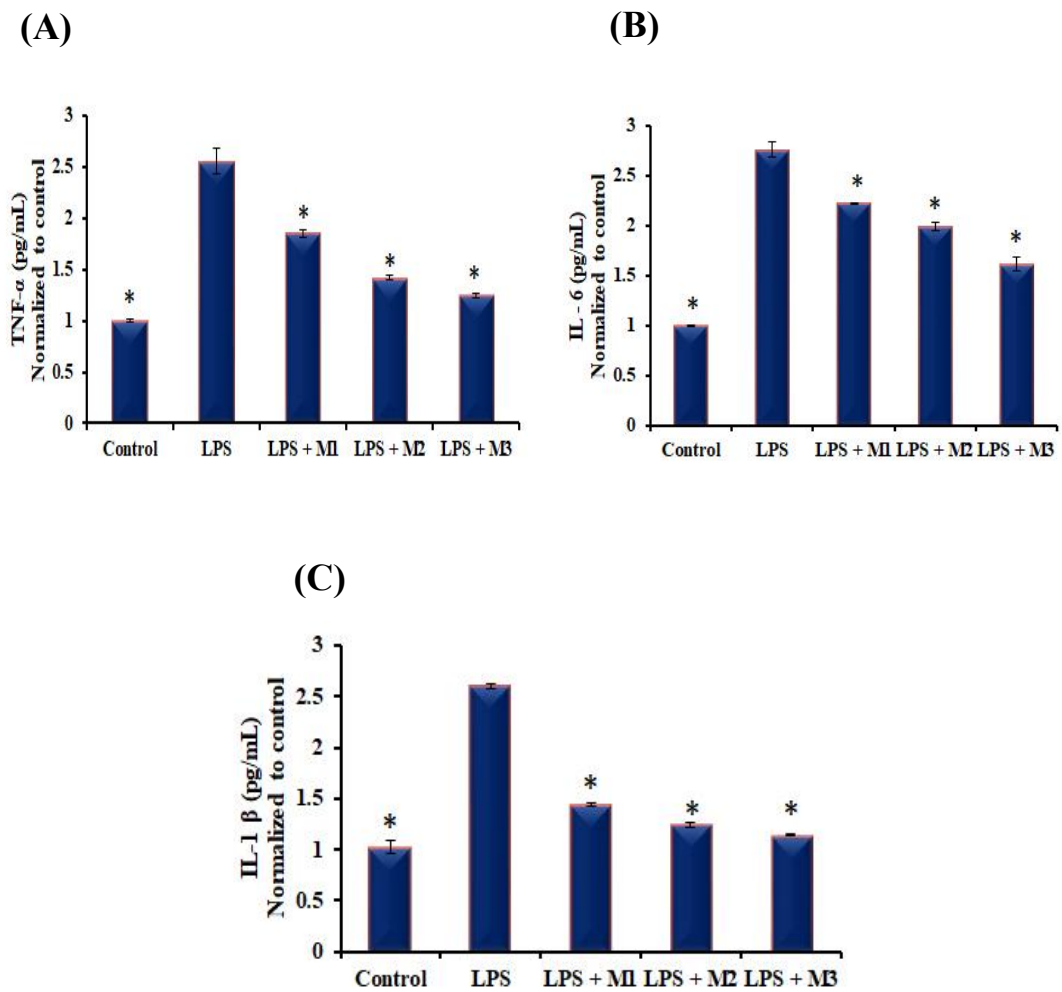 (A)
TNF-α (pg/mL)
Normalized to control
3
2.5
2
1.5
1
0.5
0
*
*
*
*
Control LPS LPS + M1 LPS + M2 LPS + M3
(B)
IL - 6 (pg/mL)
Normalized to control
3
2.5
2
1.5
1
0.5
0
*
*
*
*
Control LPS LPS + M1 LPS + M2 LPS + M3
(C)
IL-1 β (pg/mL)
Normalized to control
3
2.5
2
1.5
1
0.5
0
*
*
*
*
Control LPS LPS + M1 LPS + M2 LPS + M3